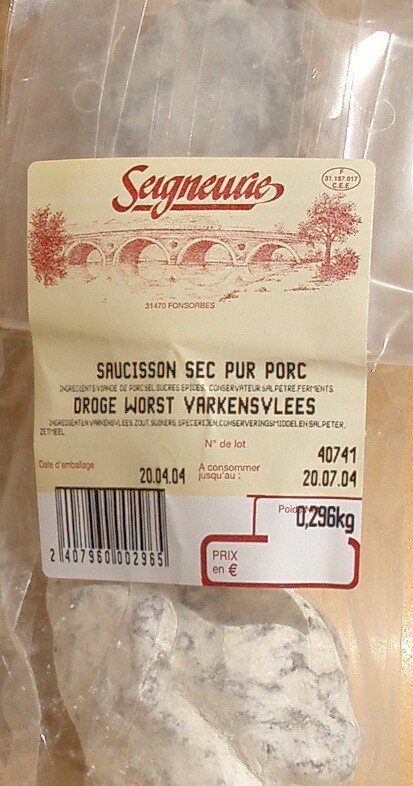 Seigneurie
F
31.187.017
C.E.E
31470 FONSORBES
SAUCISSON SEC PUR PORC
INGREDIENTS:VIANDE DE PORC,SEL,SUCRES,EPICES, CONSERVATEUR:SALPETRE,FERMENTS.
DROGE WORST VARKENSVLEES
INGREDIENTEN:VARKENSVLEES,ZOUT,SUIKERS,SPECERIJEN,CONSERVERINGSMIDDELEN:SALPETER,
ZETMEEL
N° de lot
40741
Date d'emballage
20.04.04
A consommer
jusqu'au :
20.07.04
Poids
0,296kg
PRIX
en €
2 407960 002965